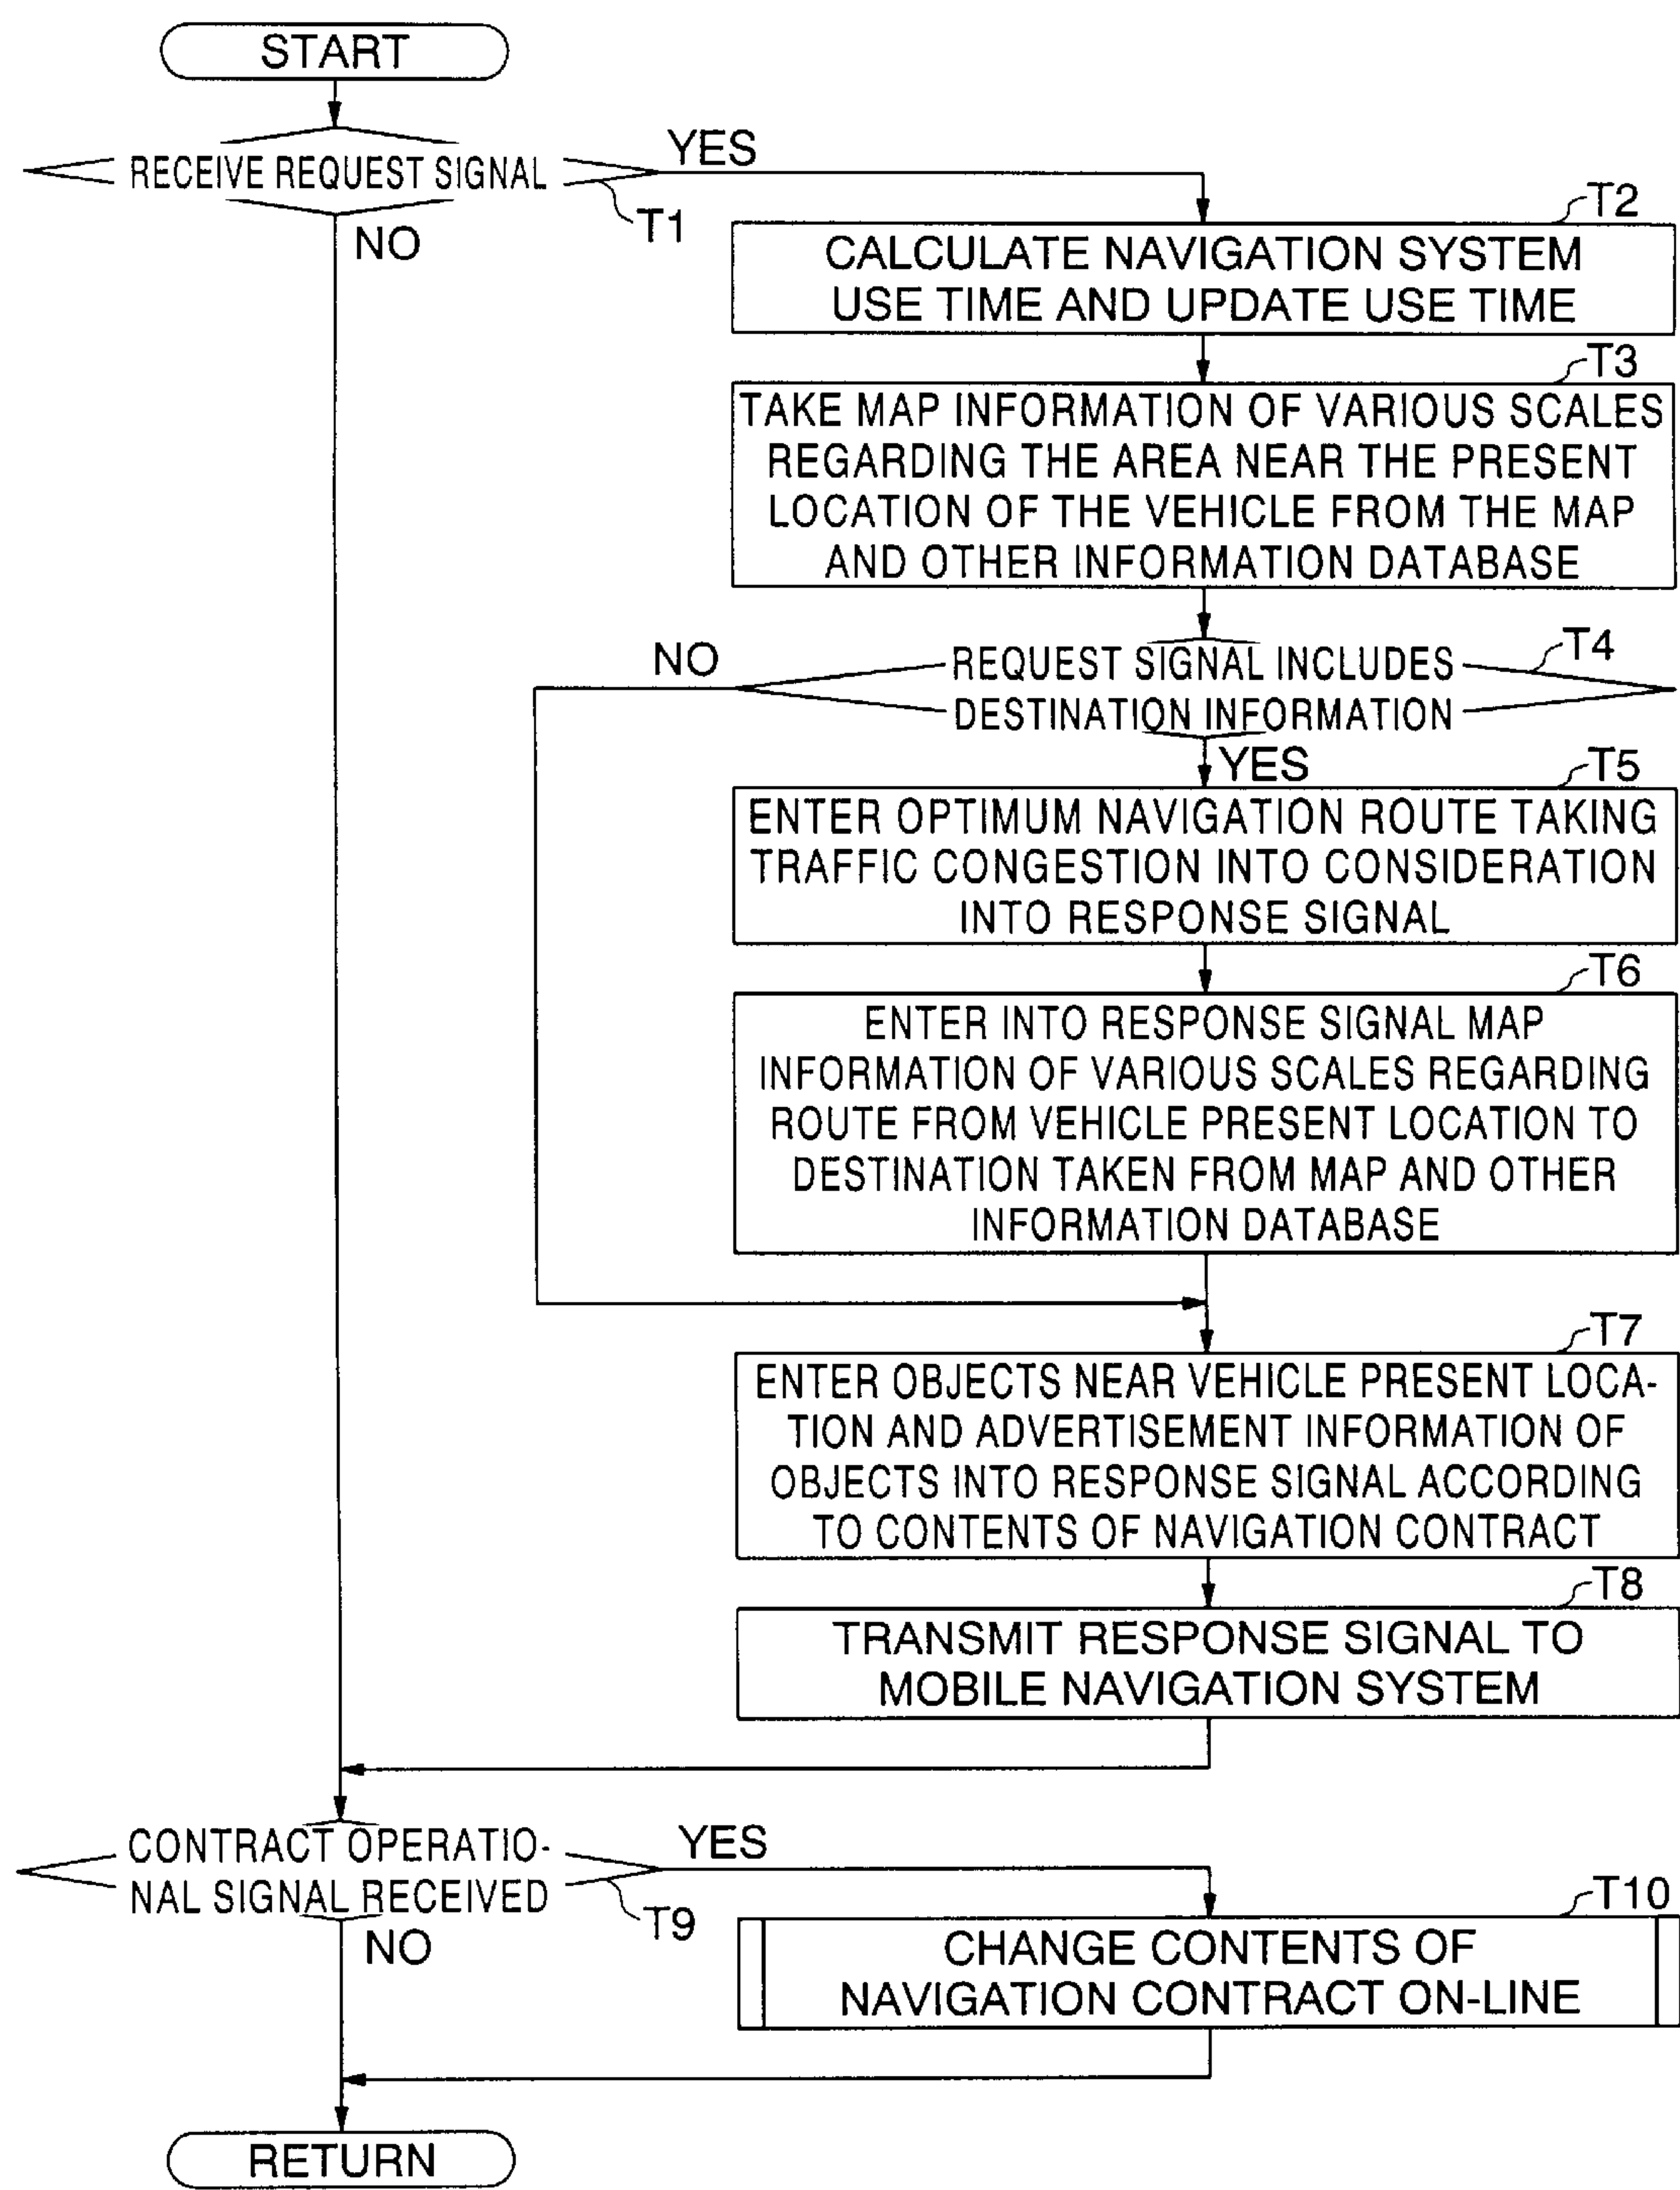 START
RECEIVE REQUEST SIGNAL
YES
T1
NO
T2
CALCULATE NAVIGATION SYSTEM
USE TIME AND UPDATE USE TIME
T3
TAKE MAP INFORMATION OF VARIOUS SCALES
REGARDING THE AREA NEAR THE PRESENT
LOCATION OF THE VEHICLE FROM THE MAP
AND OTHER INFORMATION DATABASE
NO
T4
REQUEST SIGNAL INCLUDES
DESTINATION INFORMATION
YES
T5
ENTER OPTIMUM NAVIGATION ROUTE TAKING
TRAFFIC CONGESTION INTO CONSIDERATION
INTO RESPONSE SIGNAL
T6
ENTER INTO RESPONSE SIGNAL MAP
INFORMATION OF VARIOUS SCALES REGARDING
ROUTE FROM VEHICLE PRESENT LOCATION TO
DESTINATION TAKEN FROM MAP AND OTHER
INFORMATION DATABASE
T7
ENTER OBJECTS NEAR VEHICLE PRESENT LOCA-
TION AND ADVERTISEMENT INFORMATION OF
OBJECTS INTO RESPONSE SIGNAL ACCORDING
TO CONTENTS OF NAVIGATION CONTRACT
T8
TRANSMIT RESPONSE SIGNAL TO
MOBILE NAVIGATION SYSTEM
CONTRACT OPERATIO-
NAL SIGNAL RECEIVED
YES
T9
NO
T10
CHANGE CONTENTS OF
NAVIGATION CONTRACT ON-LINE
RETURN